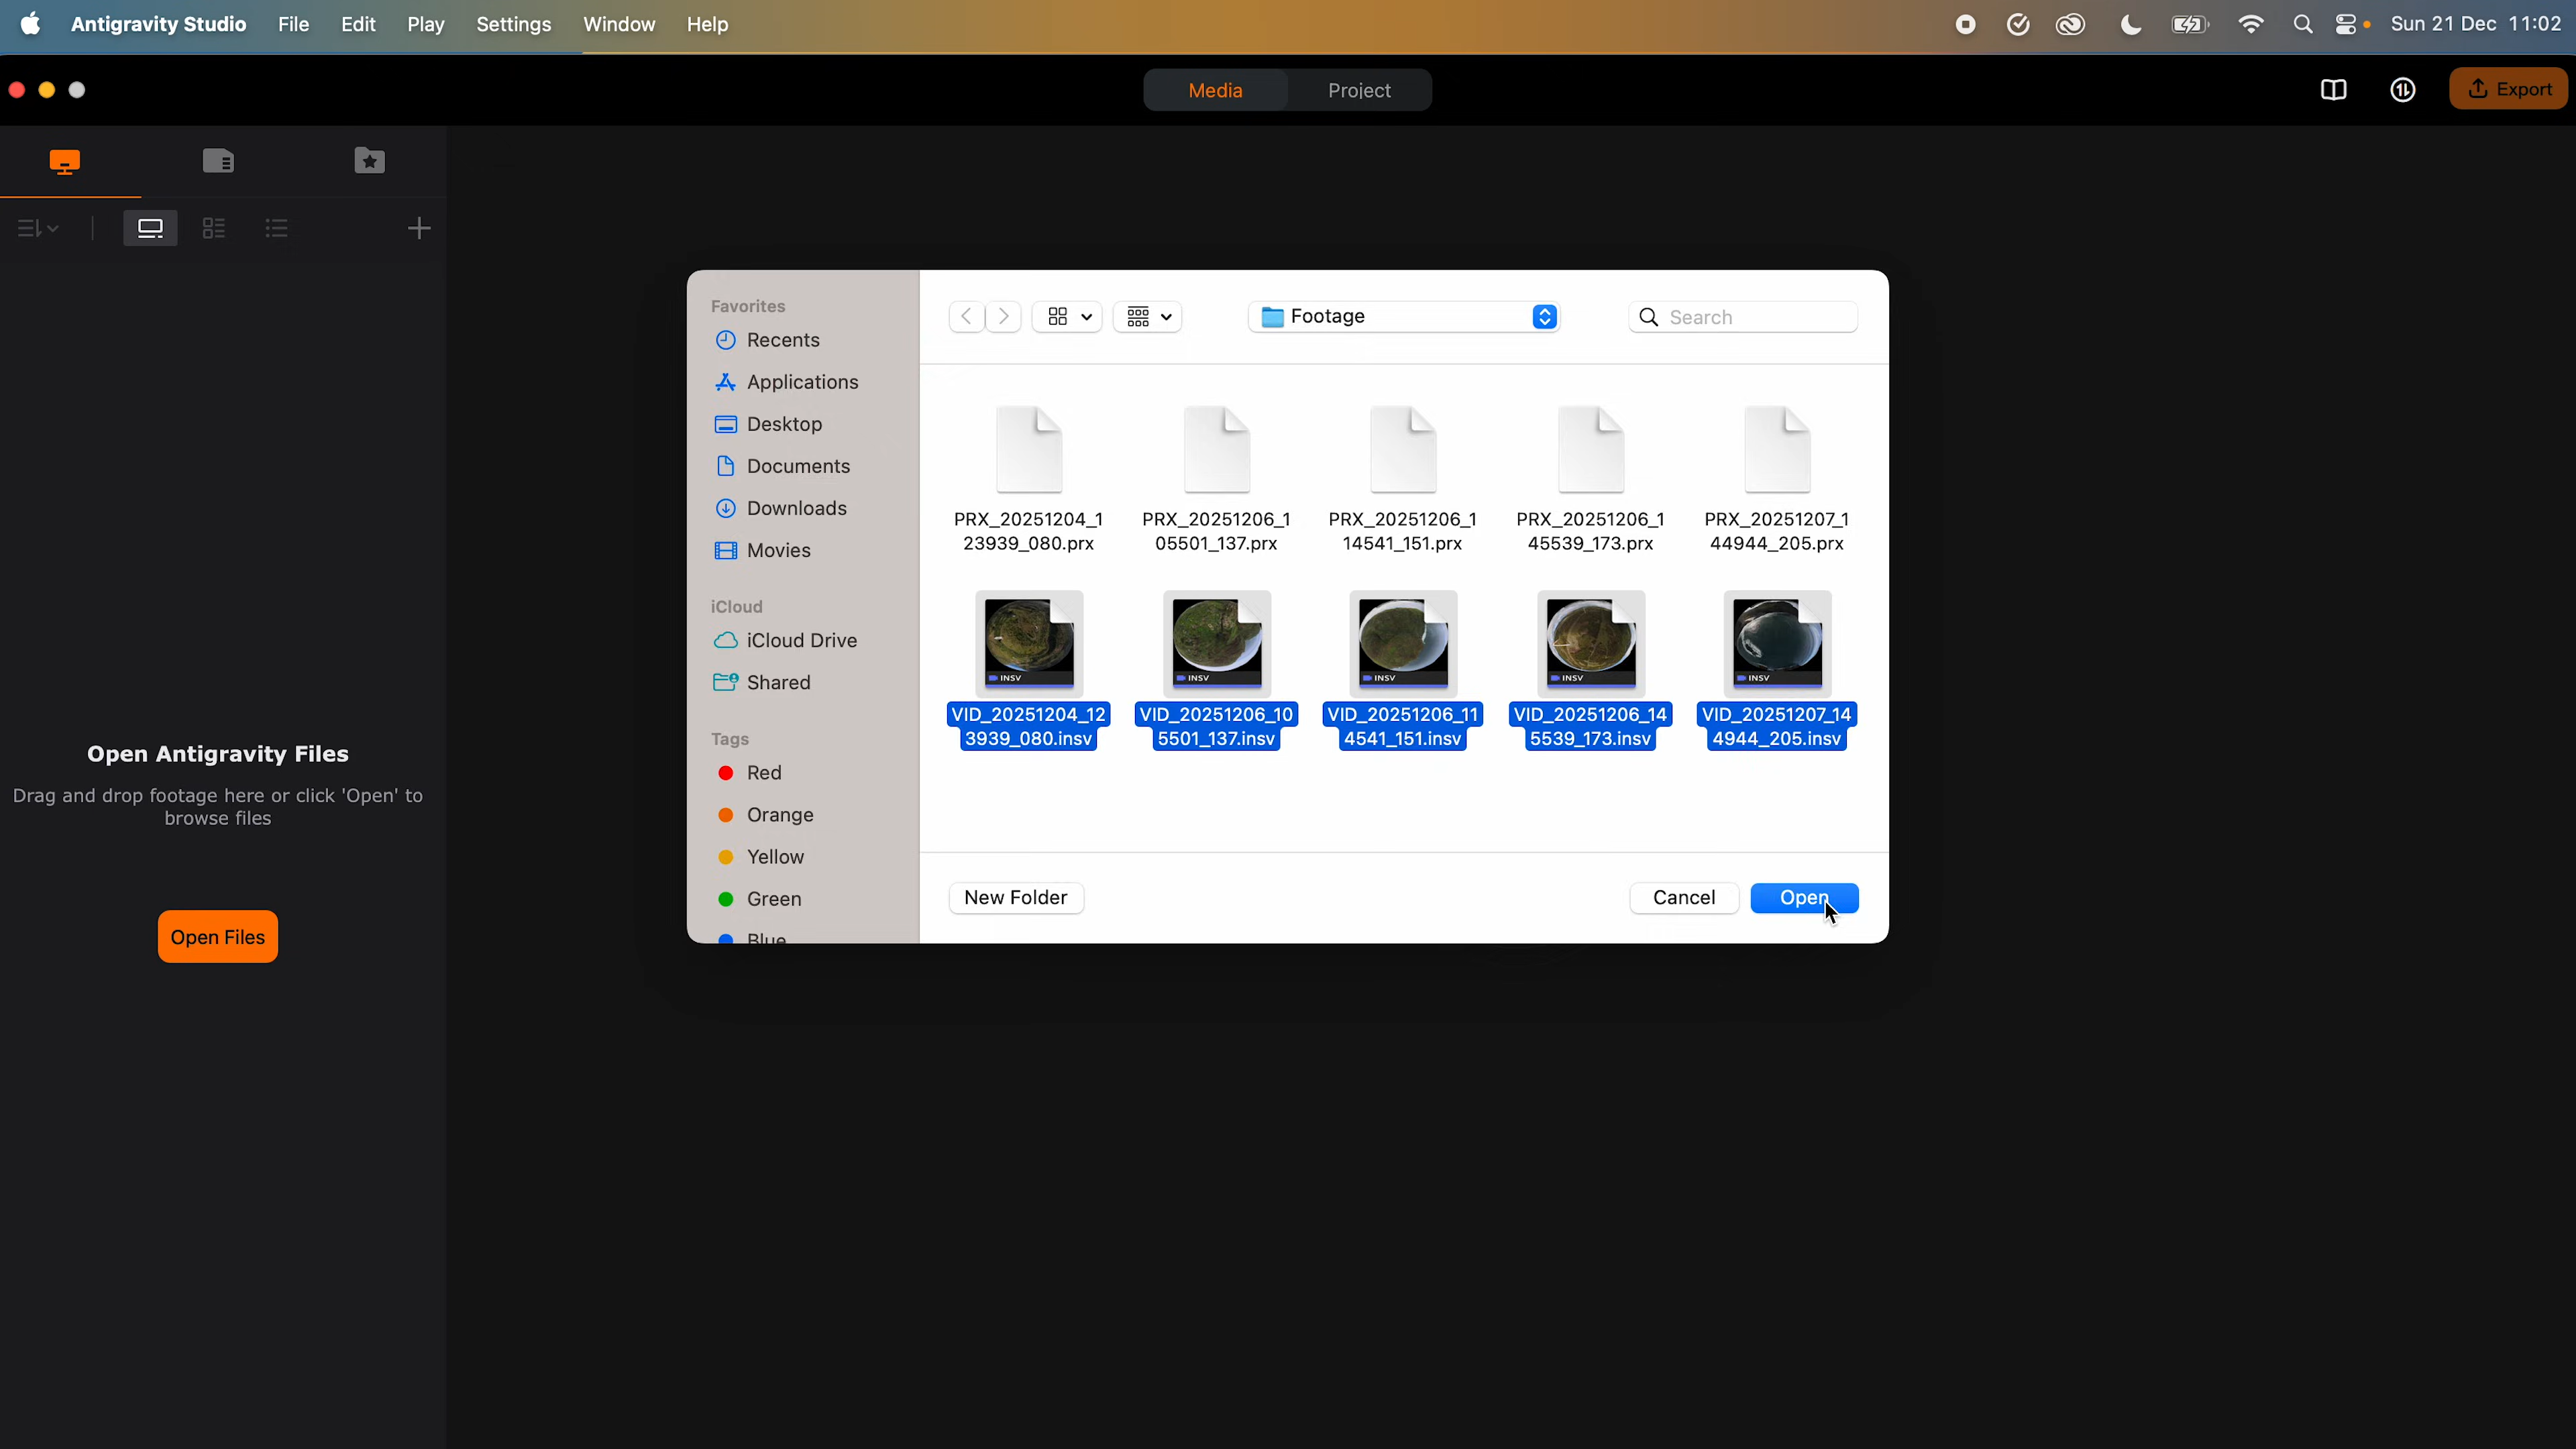 Antigravity Studio File Edit Play Settings Window Help Sun 21 Dec 11:02
Media Project Export
Open Antigravity Files
Drag and drop footage here or click 'Open' to
browse files
Open Files
Favorites
Recents
Applications
Desktop
Documents
Downloads
Movies
iCloud
iCloud Drive
Shared
Tags
Red
Orange
Yellow
Green
Blue
Footage Search
PRX_20251204_1
23939_080.prx
PRX_20251206_1
05501_137.prx
PRX_20251206_1
14541_151.prx
PRX_20251206_1
45539_173.prx
PRX_20251207_1
44944_205.prx
INSV
VID_20251204_12
3939_080.insv
INSV
VID_20251206_10
5501_137.insv
INSV
VID_20251206_11
4541_151.insv
INSV
VID_20251206_14
5539_173.insv
INSV
VID_20251207_14
4944_205.insv
New Folder Cancel Open